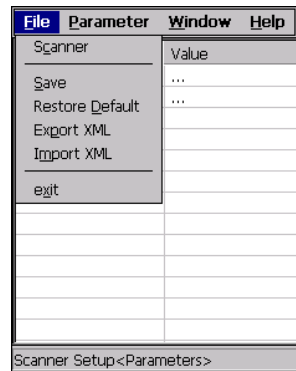 File Parameter Window Help
Scanner
Value
Save
...
Restore Default
...
Export XML
Import XML
exit
Scanner Setup<Parameters>